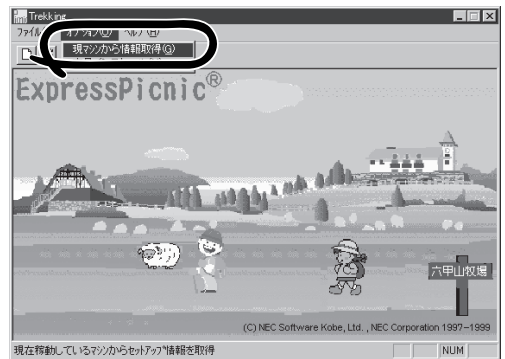 Trekking
ファイル オプション(O) ヘルプ(H)
現マシンから情報取得(G)
ExpressPicnic®
六甲山牧場
(C) NEC Software Kobe, Ltd. , NEC Corporation 1997-1999
現在稼動しているマシンからセットアップ情報を取得
NUM